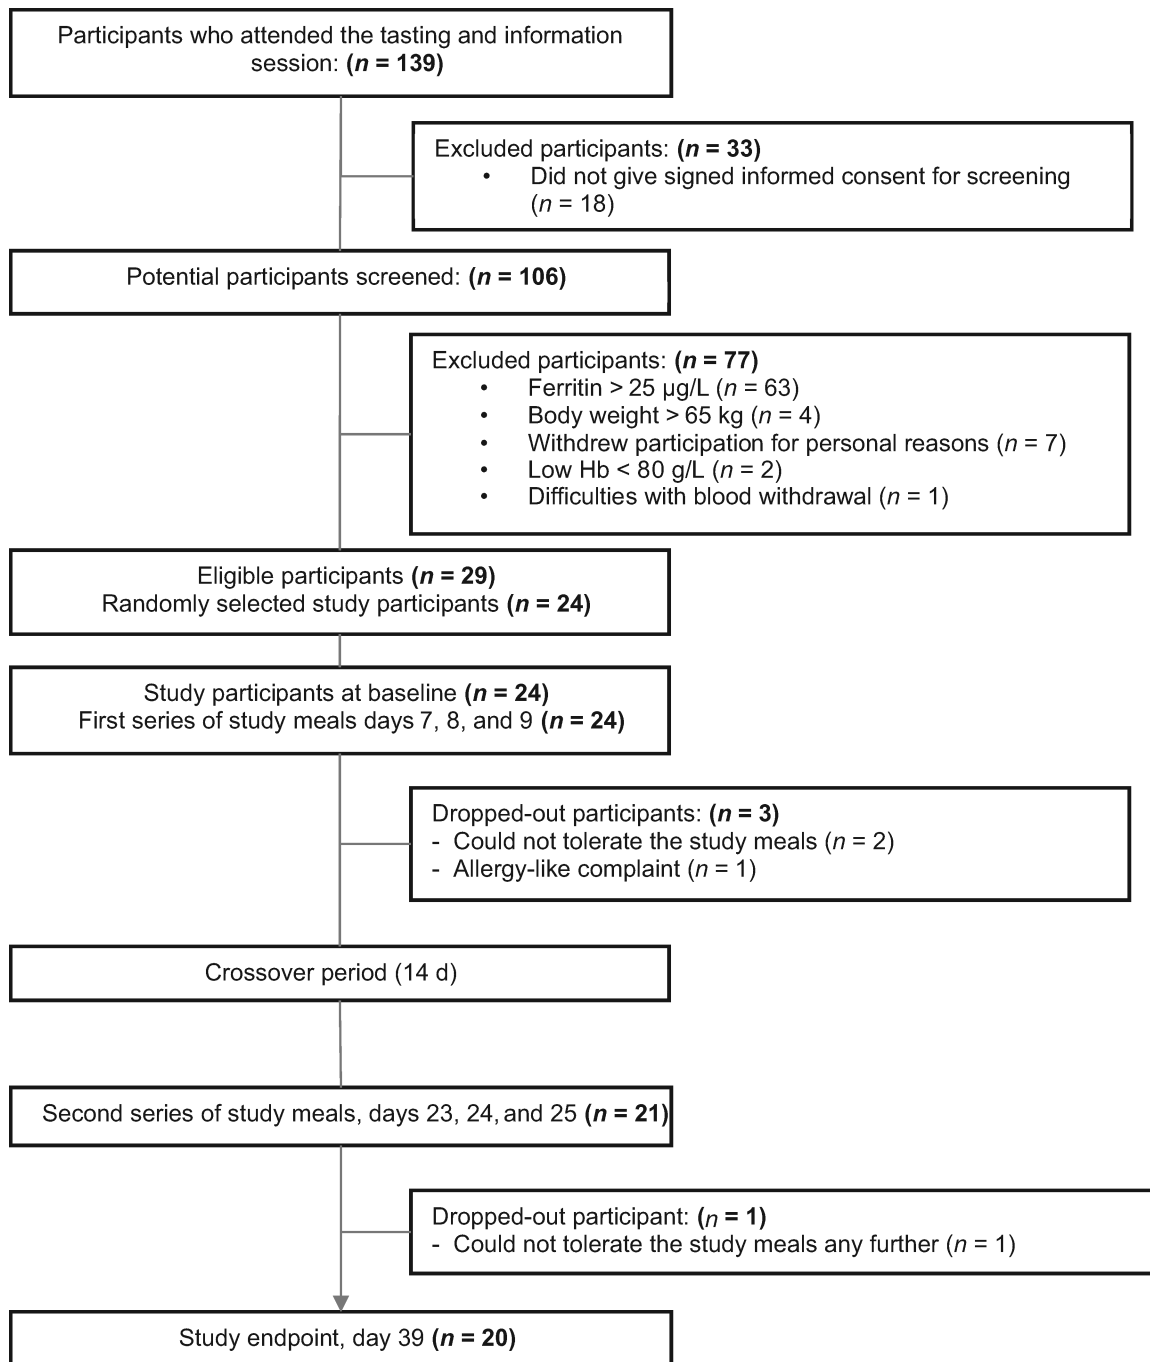 Participants who attended the tasting and information
session: (n = 139)
Excluded participants: (n = 33)
• Did not give signed informed consent for screening
(n = 18)
Potential participants screened: (n = 106)
Excluded participants: (n = 77)
• Ferritin > 25 µg/L (n = 63)
• Body weight > 65 kg (n = 4)
• Withdrew participation for personal reasons (n = 7)
• Low Hb < 80 g/L (n = 2)
• Difficulties with blood withdrawal (n = 1)
Eligible participants (n = 29)
Randomly selected study participants (n = 24)
Study participants at baseline (n = 24)
First series of study meals days 7, 8, and 9 (n = 24)
Dropped-out participants: (n = 3)
- Could not tolerate the study meals (n = 2)
- Allergy-like complaint (n = 1)
Crossover period (14 d)
Second series of study meals, days 23, 24, and 25 (n = 21)
Dropped-out participant: (n = 1)
- Could not tolerate the study meals any further (n = 1)
Study endpoint, day 39 (n = 20)